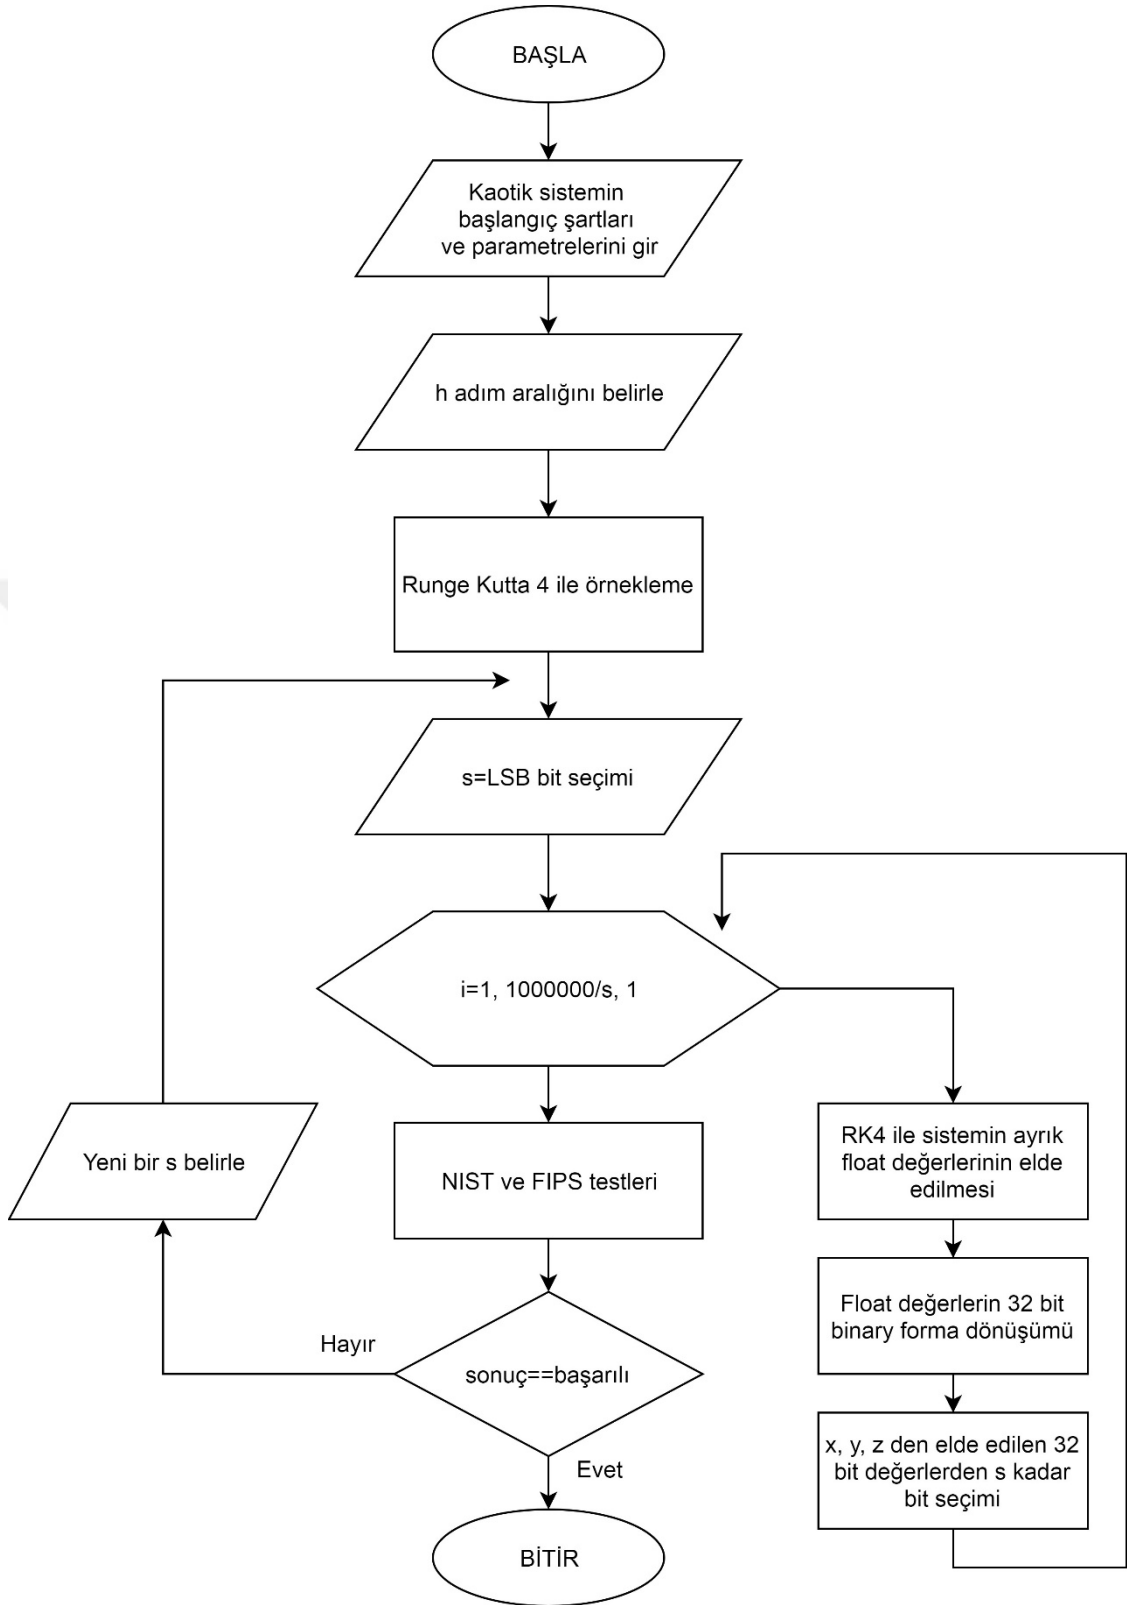 BAŞLA
Kaotik sistemin
başlangıç şartları
ve parametrelerini gir
h adım aralığını belirle
Runge Kutta 4 ile örnekleme
s=LSB bit seçimi
i=1, 1000000/s, 1
RK4 ile sistemin ayrık
float değerlerinin elde
edilmesi
Float değerlerin 32 bit
binary forma dönüşümü
x, y, z den elde edilen 32
bit değerlerden s kadar
bit seçimi
NIST ve FIPS testleri
sonuç==başarılı
Hayır
Yeni bir s belirle
Evet
BİTİR